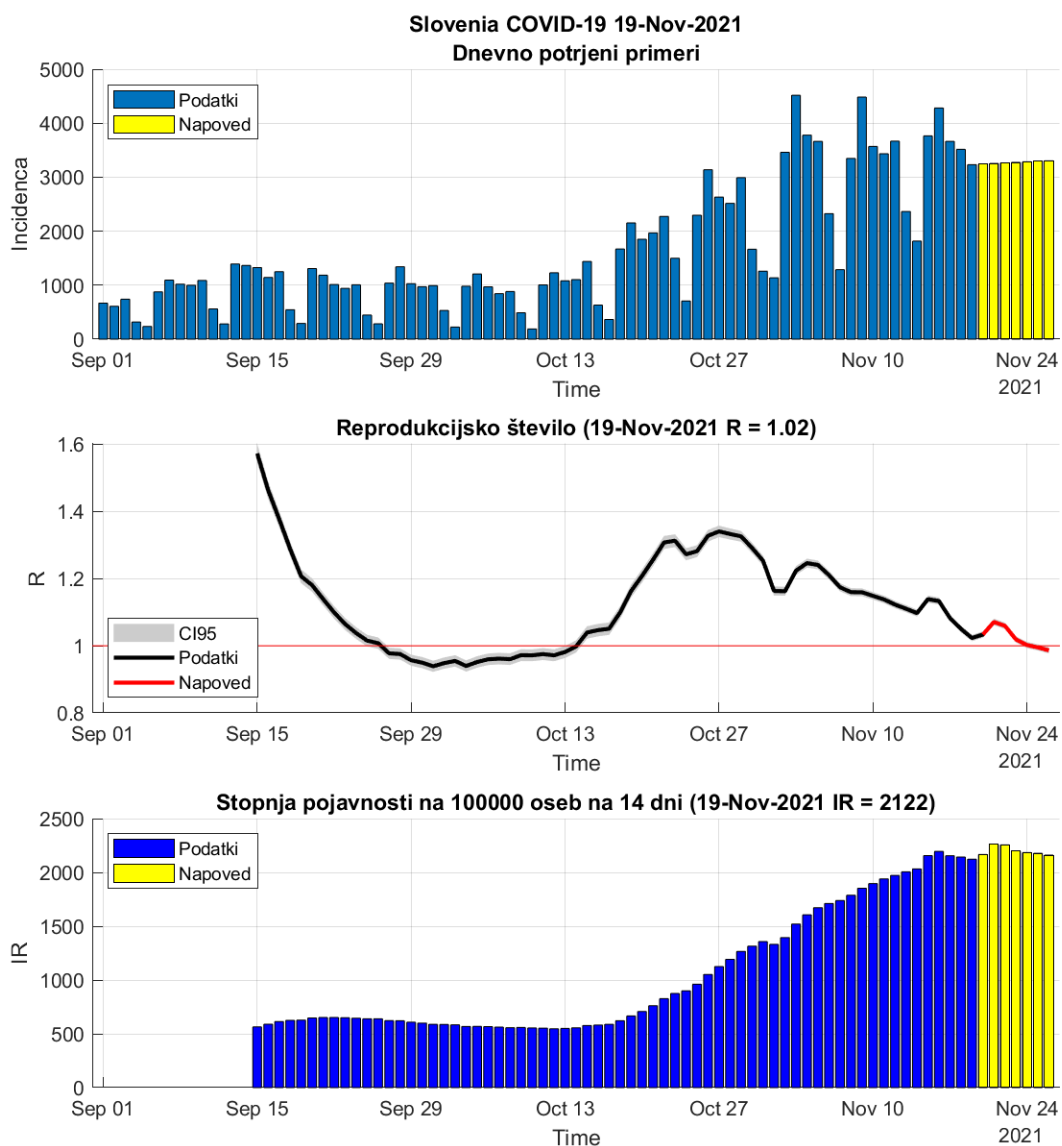 Slovenia COVID-19 19-Nov-2021
Dnevno potrjeni primeri
5000
4000
3000
2000
1000
0
Incidenca
Podatki
Napoved
Sep 01
Sep 15
Sep 29
Oct 13
Oct 27
Nov 10
Nov 24
2021
Time
Reprodukcijsko število (19-Nov-2021 R = 1.02)
1.6
1.4
1.2
1
0.8
R
CI95
Podatki
Napoved
Sep 01
Sep 15
Sep 29
Oct 13
Oct 27
Nov 10
Nov 24
2021
Time
Stopnja pojavnosti na 100000 oseb na 14 dni (19-Nov-2021 IR = 2122)
2500
2000
1500
1000
500
0
IR
Podatki
Napoved
Sep 01
Sep 15
Sep 29
Oct 13
Oct 27
Nov 10
Nov 24
2021
Time